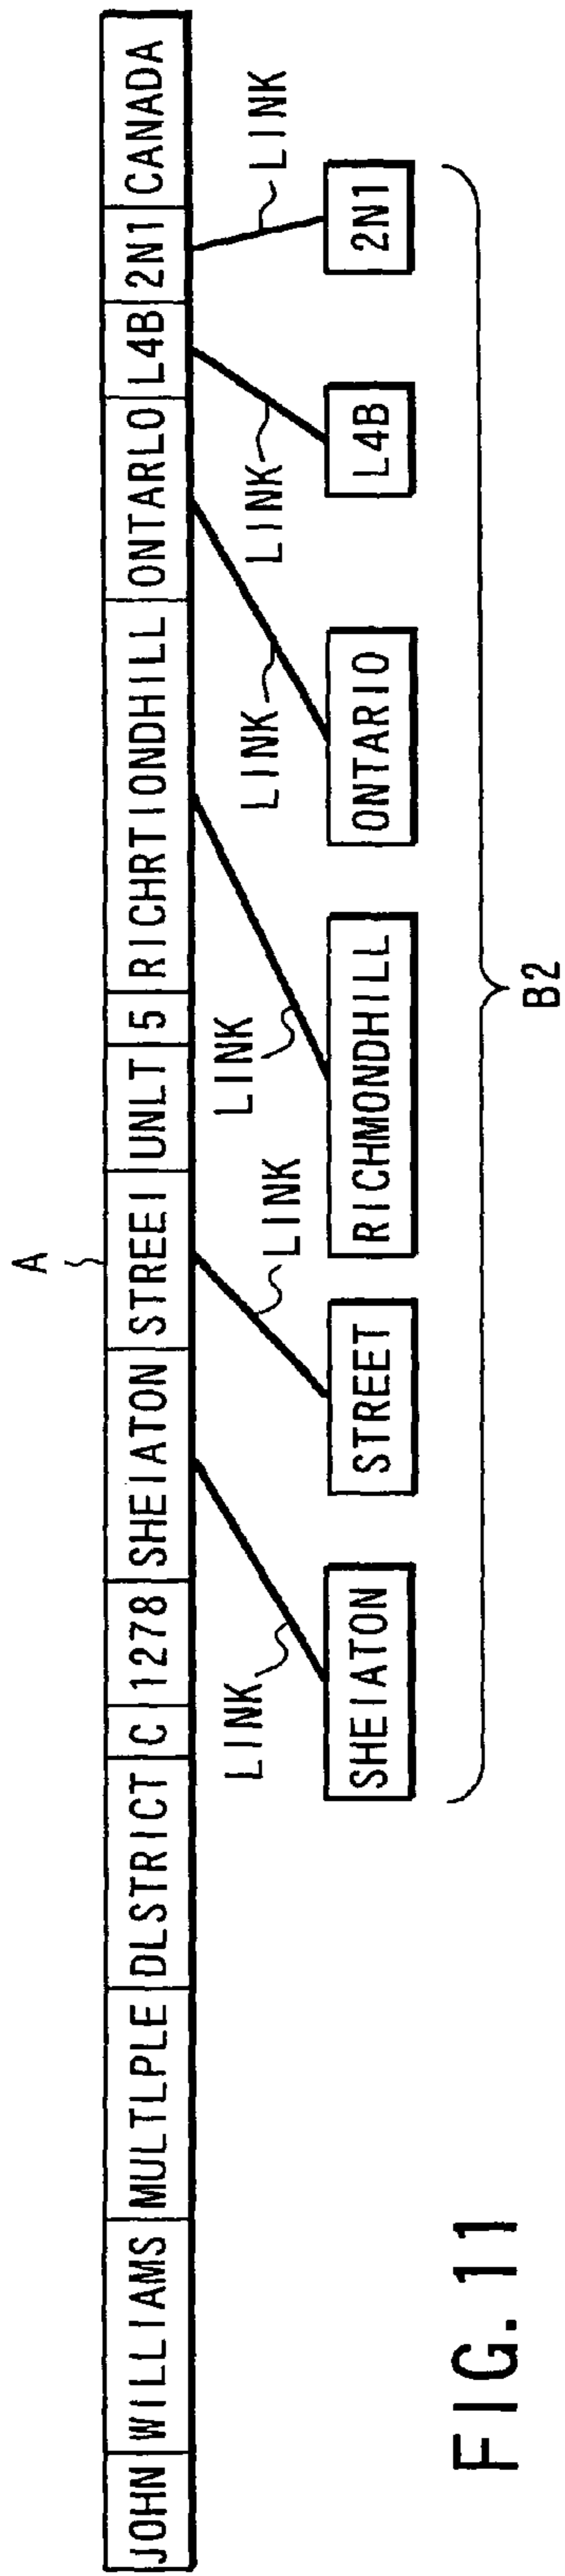 A
JOHN WILLIAMS MULTLPLE DLSTRICT C 1278 SHEIATON STREEI UNLT 5 RICHRTIONDHILL ONTARLO L4B 2N1 CANADA
LINK LINK LINK LINK LINK LINK
SHEIATON STREET RICHMONDHILL ONTARIO L4B 2N1
B2
FIG. 11